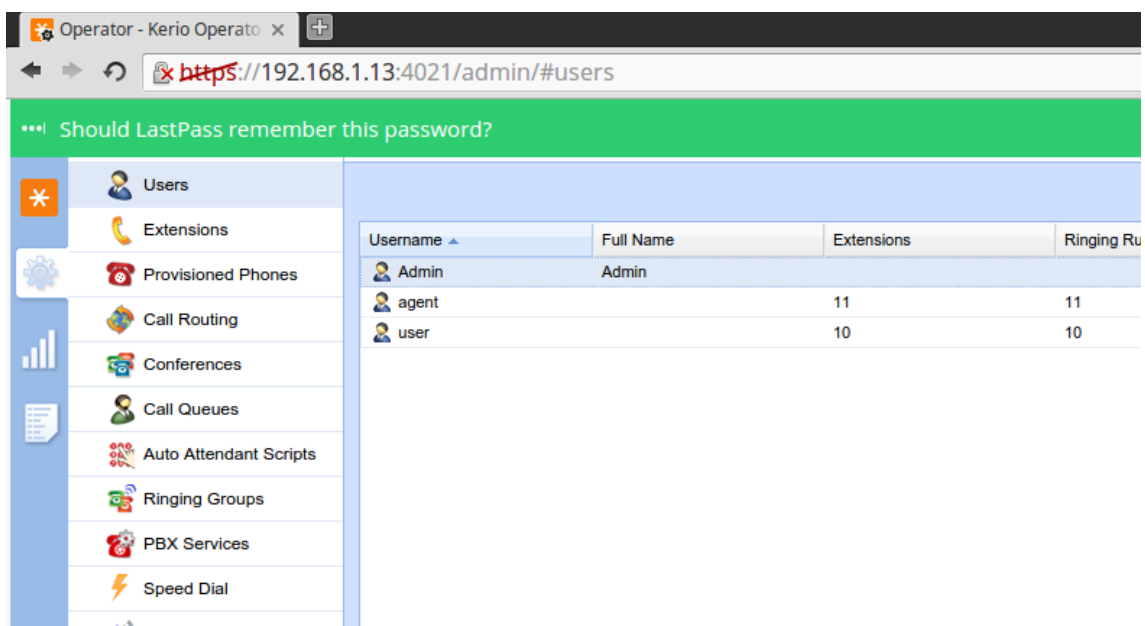 Operator - Kerio Operato
https://192.168.1.13:4021/admin/#users
Should LastPass remember this password?
Users
Extensions
Provisioned Phones
Call Routing
Conferences
Call Queues
Auto Attendant Scripts
Ringing Groups
PBX Services
Speed Dial
Username Full Name Extensions Ringing Ru
Admin Admin
agent 11 11
user 10 10